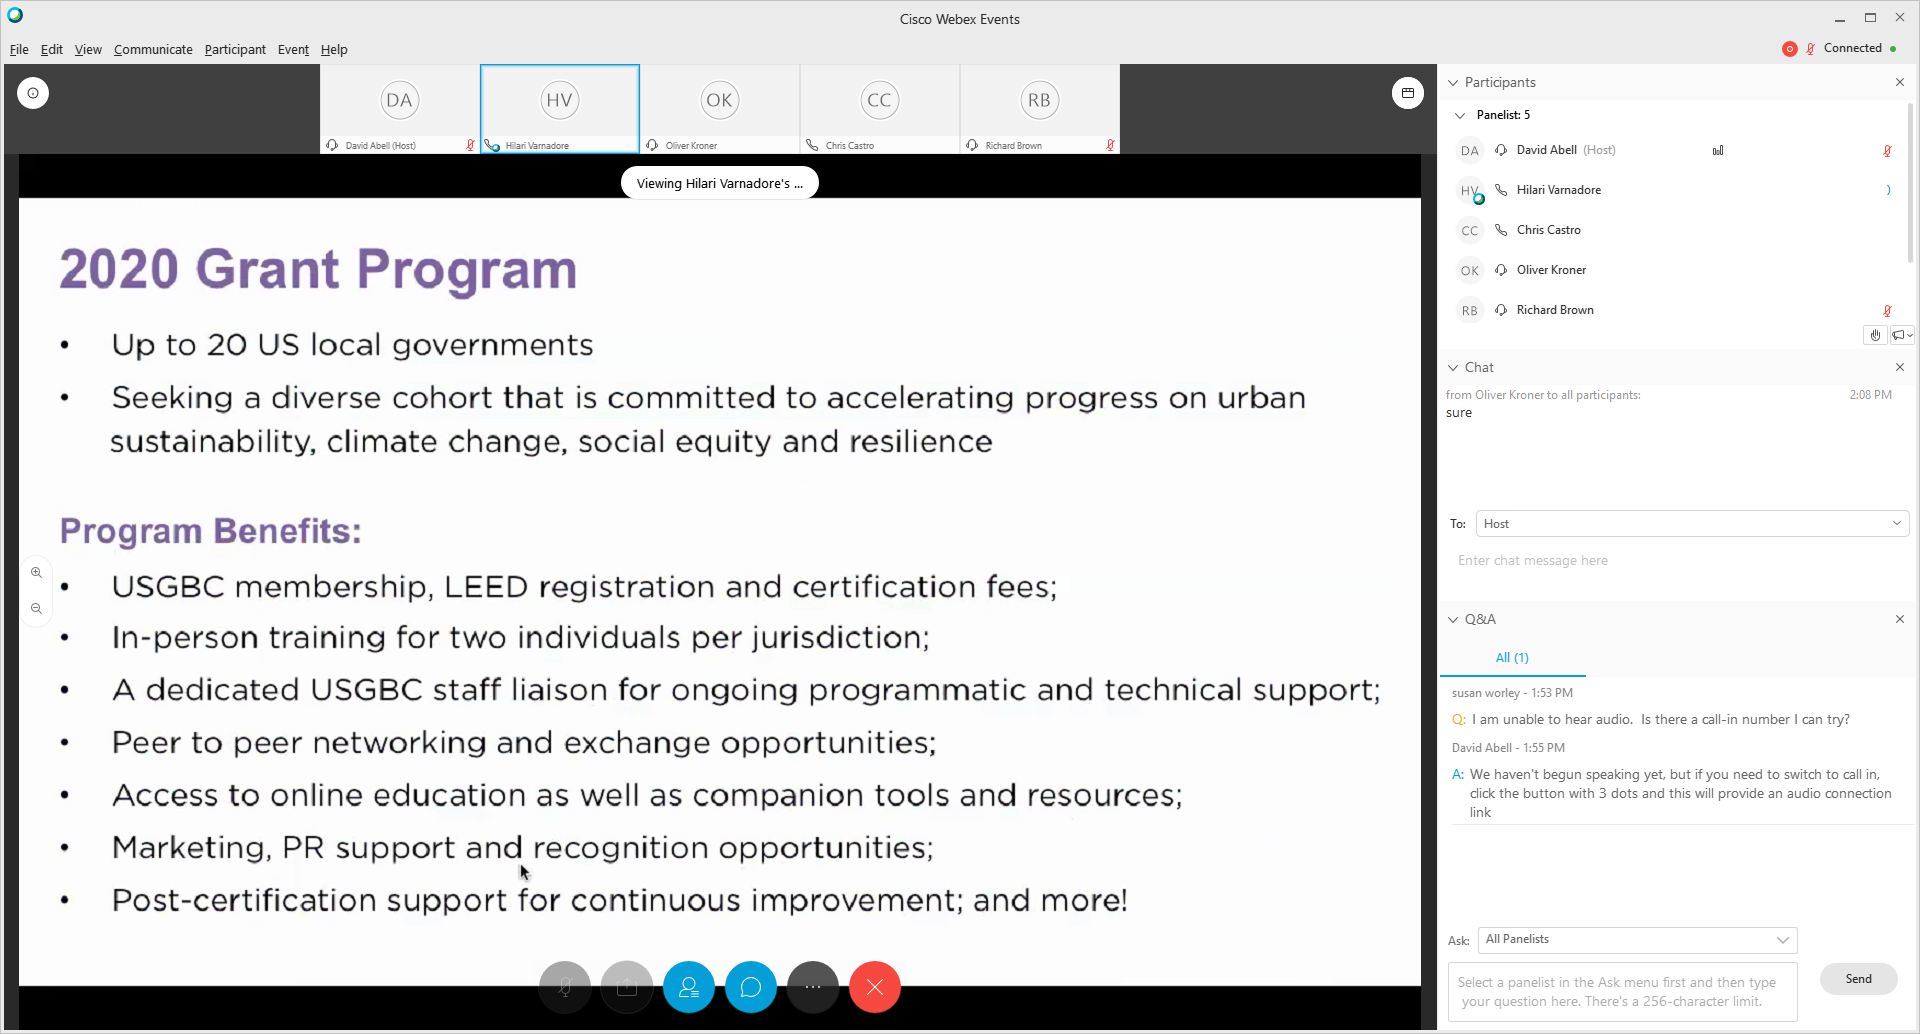 Cisco Webex Events
File Edit View Communicate Participant Event Help
Connected
DA
HV
OK
CC
RB
David Abell (Host)
Hilari Varnadore
Oliver Kroner
Chris Castro
Richard Brown
Viewing Hilari Varnadore's ...
2020 Grant Program
• Up to 20 US local governments
• Seeking a diverse cohort that is committed to accelerating progress on urban
sustainability, climate change, social equity and resilience
Program Benefits:
• USGBC membership, LEED registration and certification fees;
• In-person training for two individuals per jurisdiction;
• A dedicated USGBC staff liaison for ongoing programmatic and technical support;
• Peer to peer networking and exchange opportunities;
• Access to online education as well as companion tools and resources;
• Marketing, PR support and recognition opportunities;
• Post-certification support for continuous improvement; and more!
Participants
Panelist: 5
DA David Abell (Host)
HV Hilari Varnadore
CC Chris Castro
OK Oliver Kroner
RB Richard Brown
Chat
from Oliver Kroner to all participants: 2:08 PM
sure
To: Host
Enter chat message here
Q&A
All (1)
susan worley - 1:53 PM
Q: I am unable to hear audio. Is there a call-in number I can try?
David Abell - 1:55 PM
A: We haven't begun speaking yet, but if you need to switch to call in,
click the button with 3 dots and this will provide an audio connection
link
Ask: All Panelists
Select a panelist in the Ask menu first and then type
your question here. There's a 256-character limit.
Send